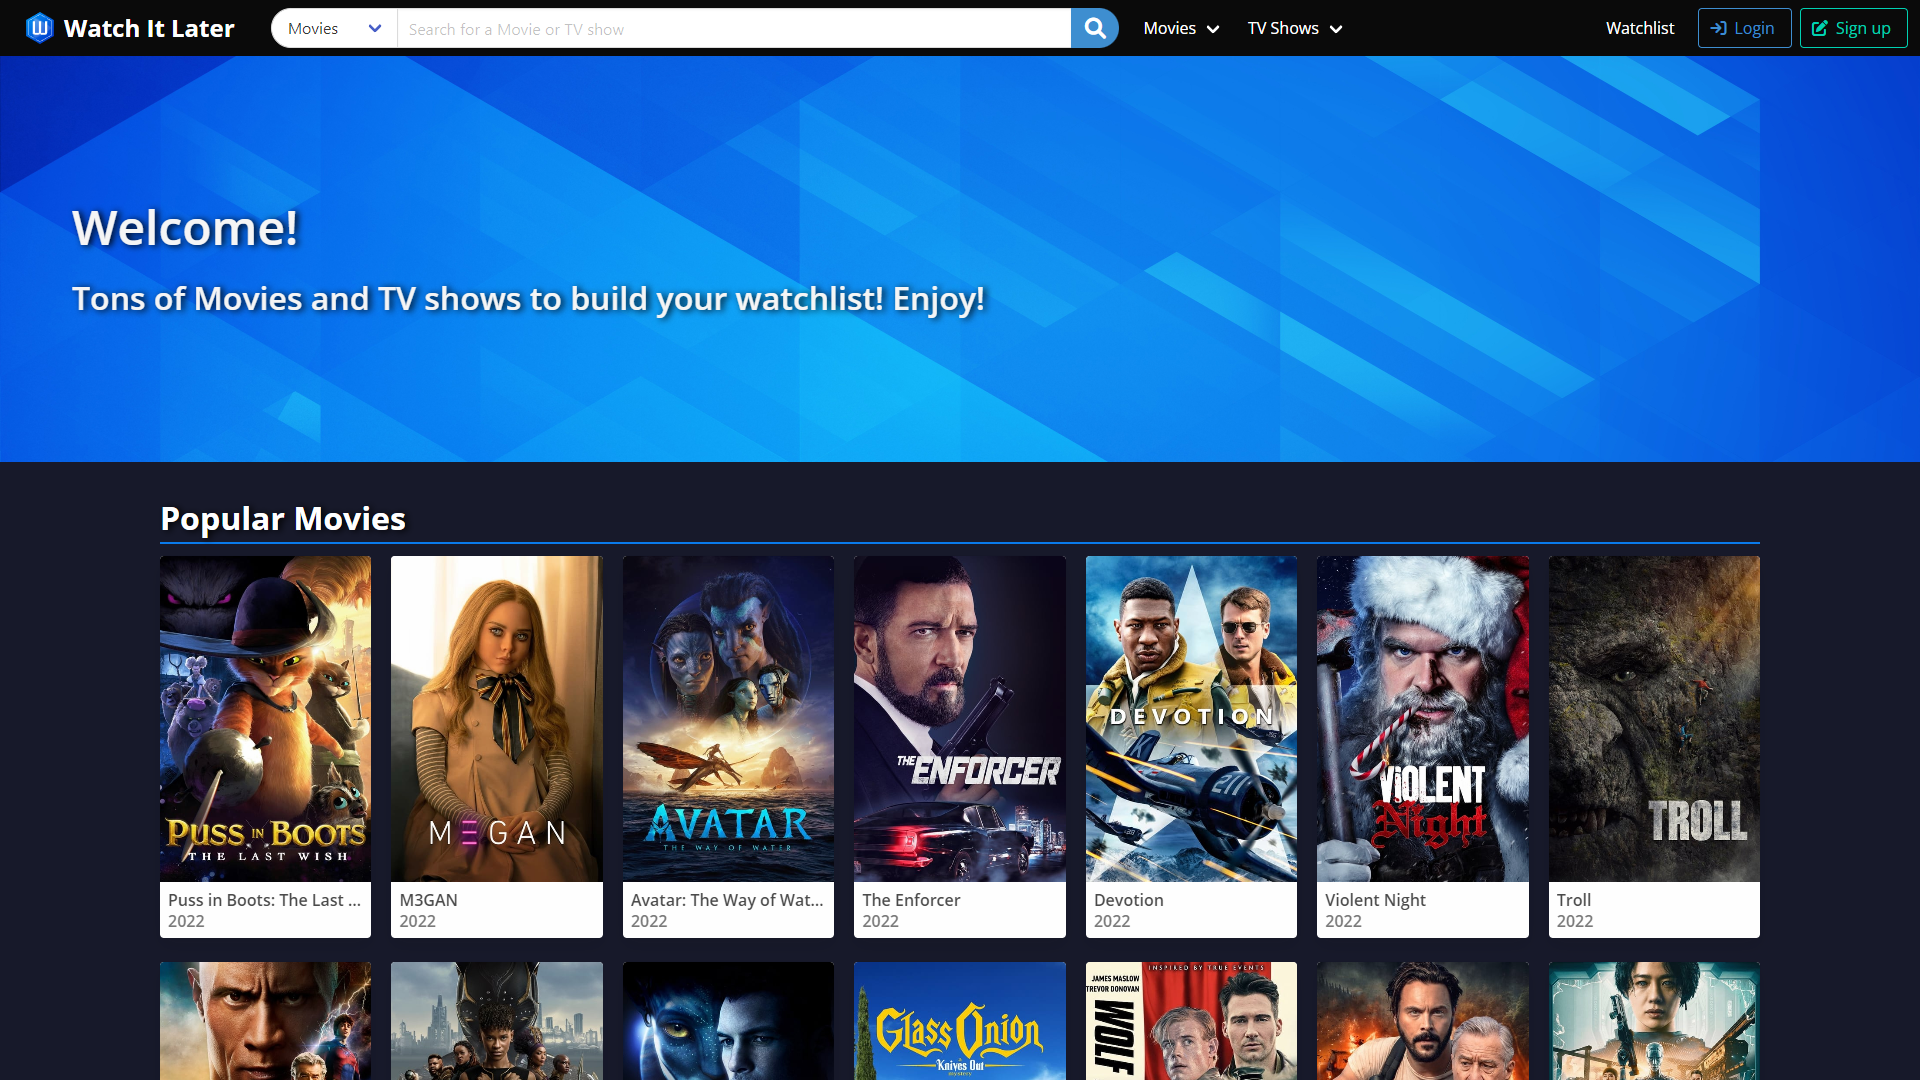 Watch It Later
Movies
Search for a Movie or TV show
Movies
TV Shows
Watchlist
Login
Sign up
Welcome!
Tons of Movies and TV shows to build your watchlist! Enjoy!
Popular Movies
PUSS IN BOOTS
THE LAST WISH
M3GAN
AVATAR
THE WAY OF WATER
THE ENFORCER
DEVOTION
211
VIOLENT
Night
TROLL
Puss in Boots: The Last ...
2022
M3GAN
2022
Avatar: The Way of Wat...
2022
The Enforcer
2022
Devotion
2022
Violent Night
2022
Troll
2022
GLASS ONION
A Knives Out
mystery
INSPIRED BY TRUE EVENTS
JAMES MASLOW
TREVOR DONOVAN
WOLF